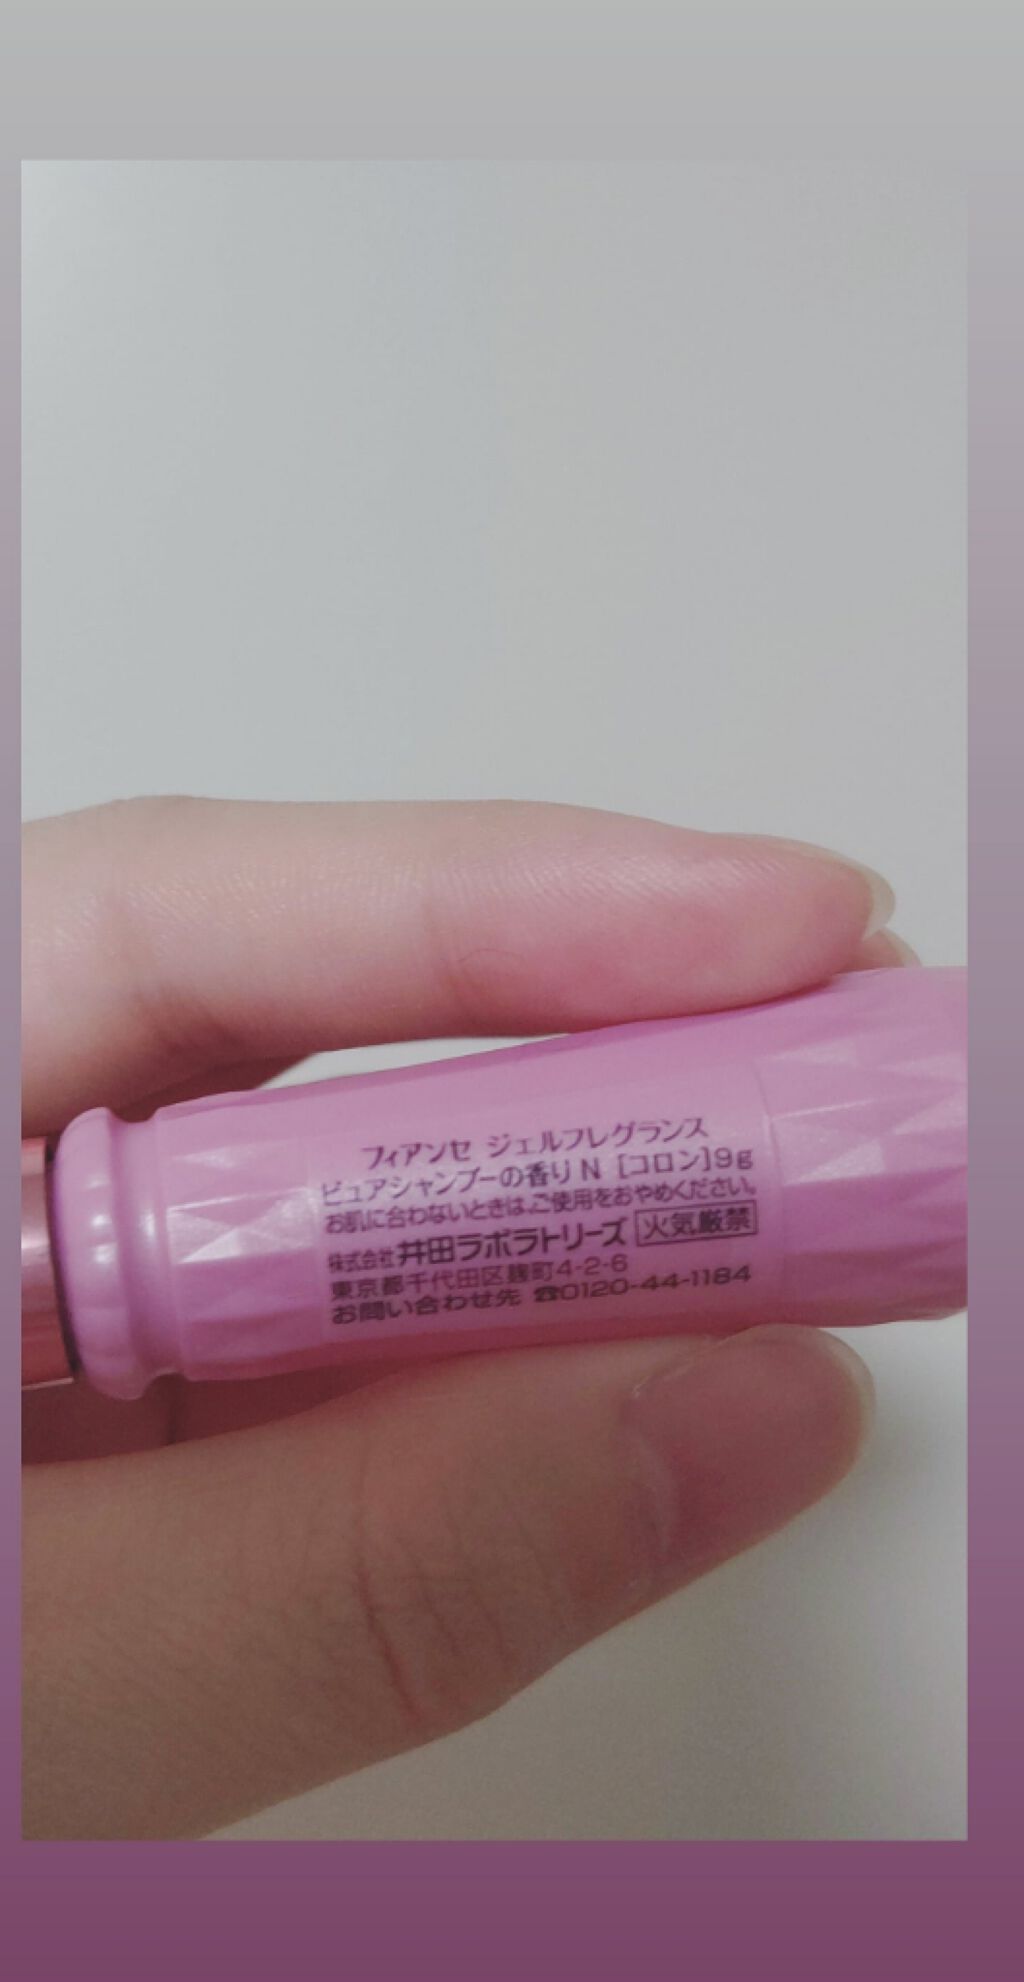 フィアンセ ジェルフレグランス
ピュアシャンプーの香り N [コロン]9g
お肌に合わないときは、ご使用をおやめください。
株式会社井田ラボラトリーズ 火気厳禁
東京都千代田区麹町4-2-6
お問い合わせ先 ☎0120-44-1184